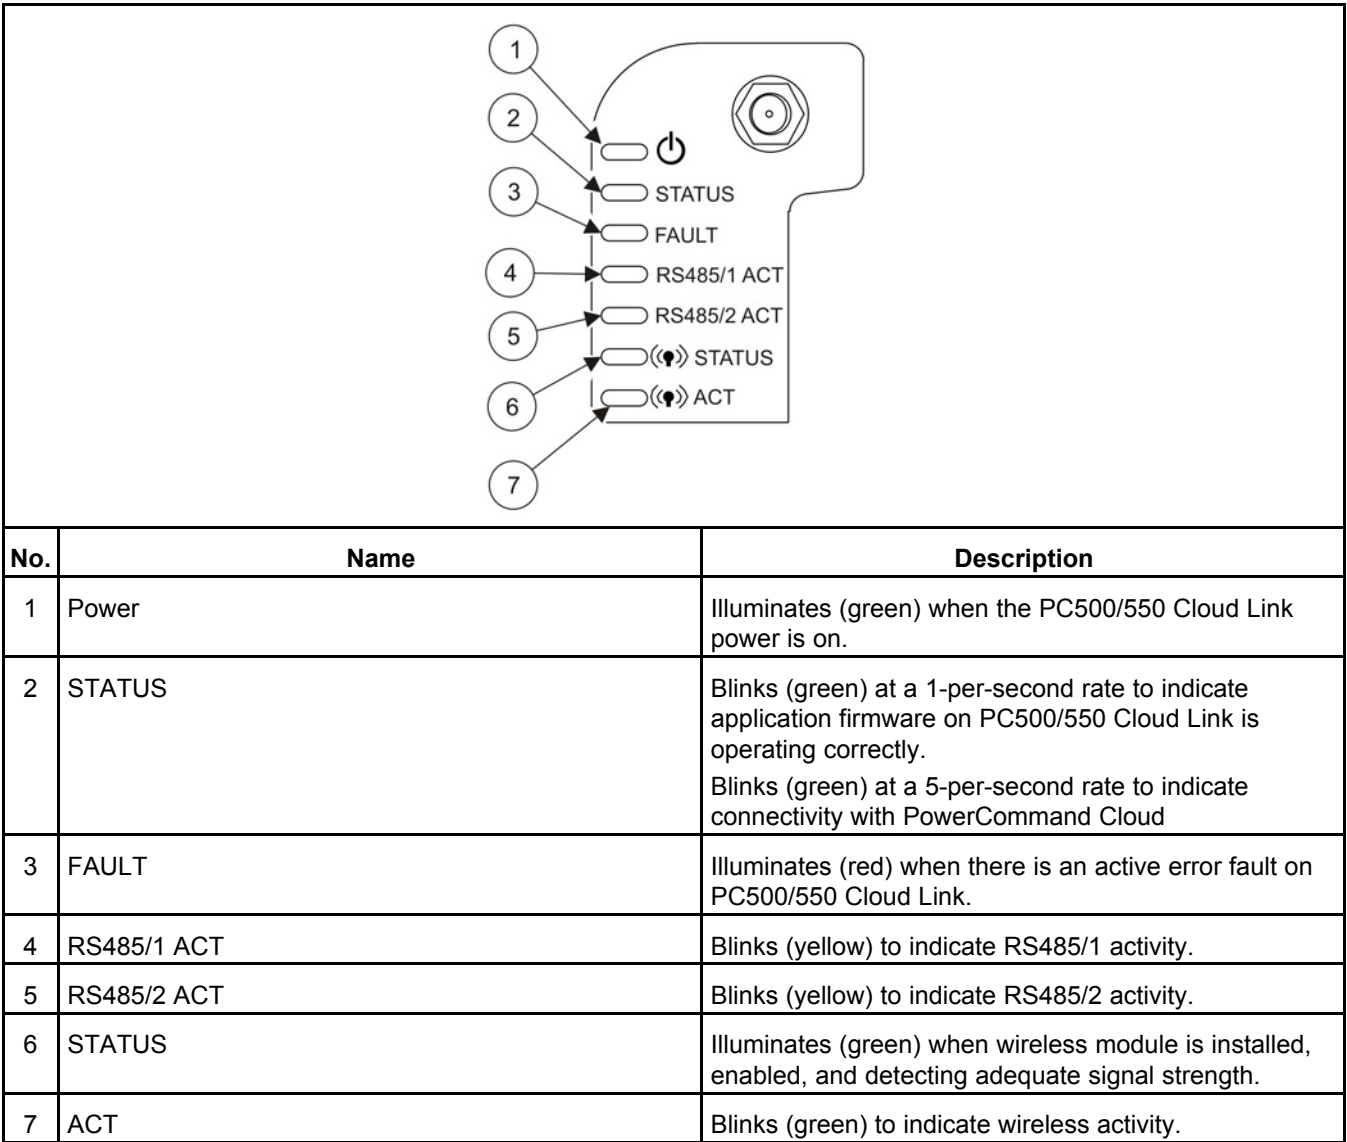 1
2
STATUS
3
FAULT
4
RS485/1 ACT
RS485/2 ACT
5
STATUS
6
ACT
7
No. Name Description
1 Power Illuminates (green) when the PC500/550 Cloud Link
power is on.
2 STATUS Blinks (green) at a 1-per-second rate to indicate
application firmware on PC500/550 Cloud Link is
operating correctly.
Blinks (green) at a 5-per-second rate to indicate
connectivity with PowerCommand Cloud
3 FAULT Illuminates (red) when there is an active error fault on
PC500/550 Cloud Link.
4 RS485/1 ACT Blinks (yellow) to indicate RS485/1 activity.
5 RS485/2 ACT Blinks (yellow) to indicate RS485/2 activity.
6 STATUS Illuminates (green) when wireless module is installed,
enabled, and detecting adequate signal strength.
7 ACT Blinks (green) to indicate wireless activity.